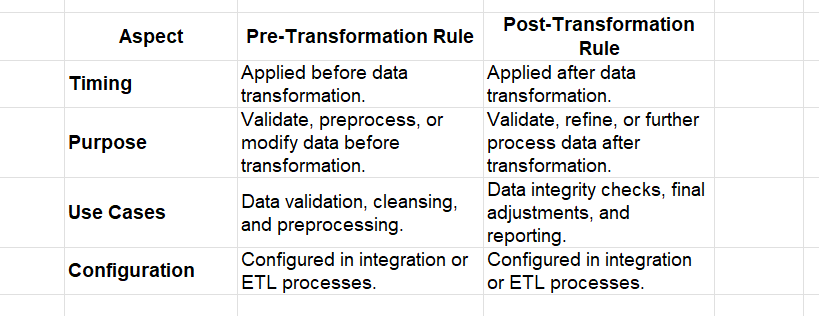 Aspect
Pre-Transformation Rule
Post-Transformation
Rule
Timing
Applied before data
transformation.
Applied after data
transformation.
Purpose
Validate, preprocess, or
modify data before
transformation.
Validate, refine, or further
process data after
transformation.
Use Cases
Data validation, cleansing,
and preprocessing.
Data integrity checks, final
adjustments, and
reporting.
Configuration
Configured in integration or
ETL processes.
Configured in integration
or ETL processes.